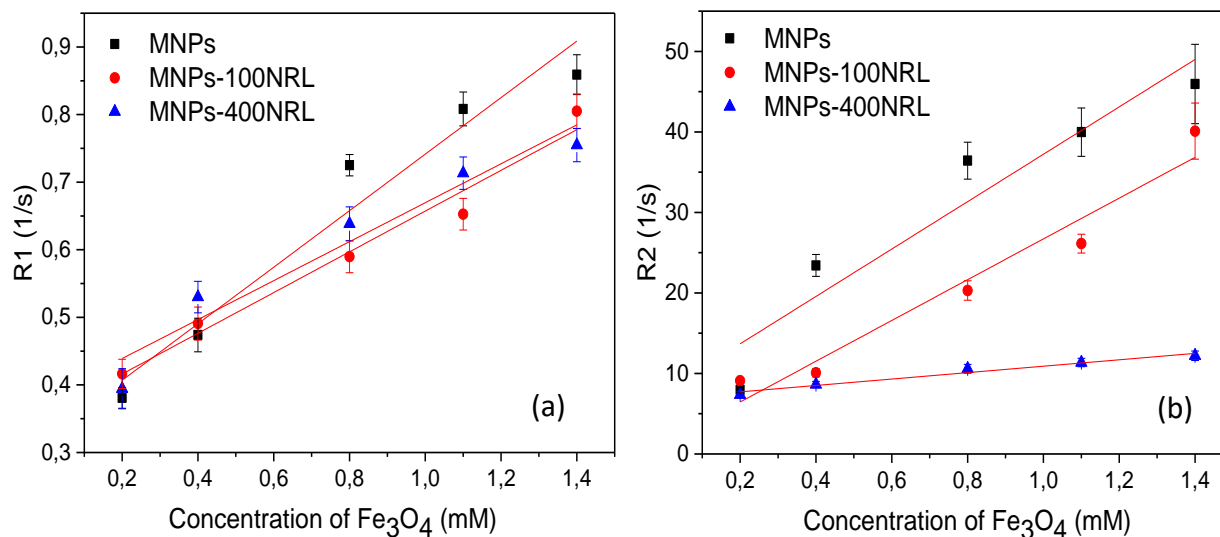 R1 (1/s)
0,9
0,8
0,7
0,6
0,5
0,4
0,3
MNPs
MNPs-100NRL
MNPs-400NRL
(a)
0,2 0,4 0,6 0,8 1,0 1,2 1,4
Concentration of Fe3O4 (mM)
R2 (1/s)
50
40
30
20
10
0
MNPs
MNPs-100NRL
MNPs-400NRL
(b)
0,2 0,4 0,6 0,8 1,0 1,2 1,4
Concentration of Fe3O4 (mM)